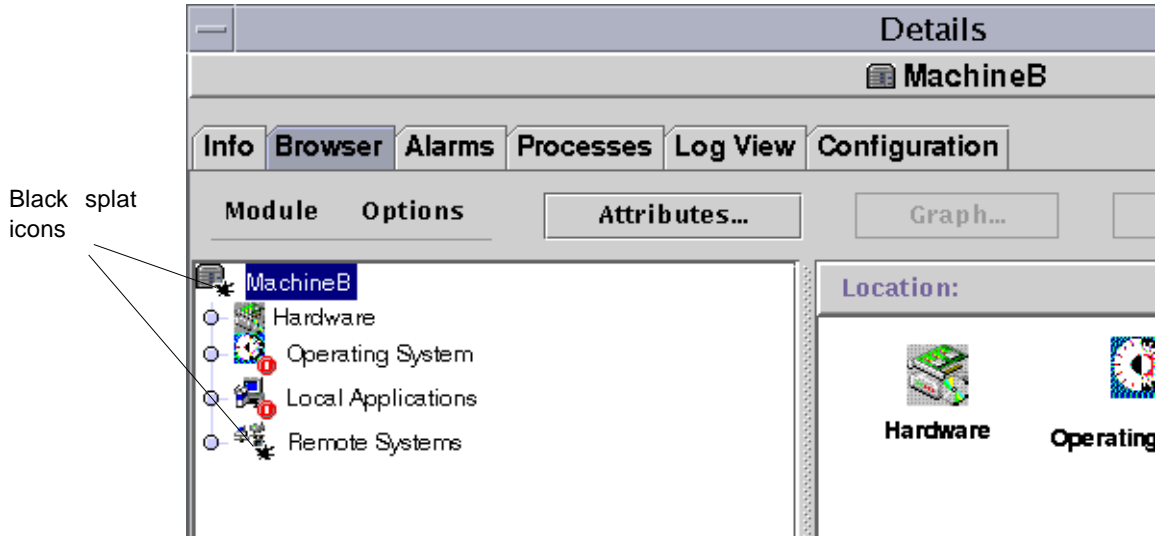 Details
MachineB
Info Browser Alarms Processes Log View Configuration
Black splat
icons
Module Options Attributes... Graph...
MachineB
Hardware
Operating System
Local Applications
Remote Systems
Location:
Hardware
Operating